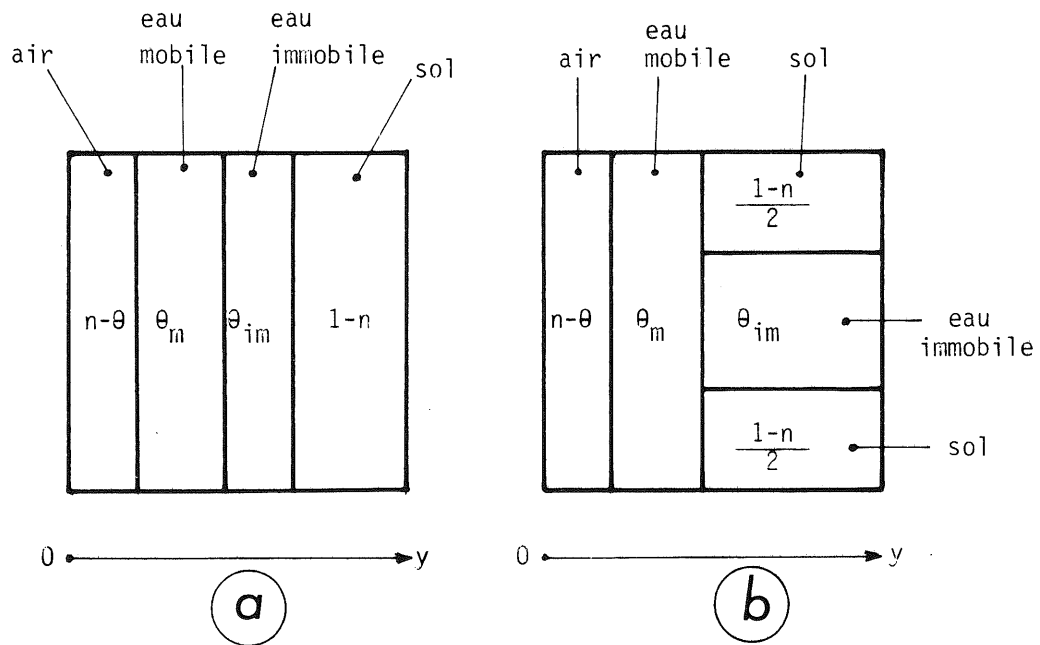 air
eau
mobile
eau
immobile
sol
n-θ
θm
θim
1-n
0
y
a
air
eau
mobile
sol
1-n
2
n-θ
θm
θim
eau
immobile
1-n
2
sol
0
y
b